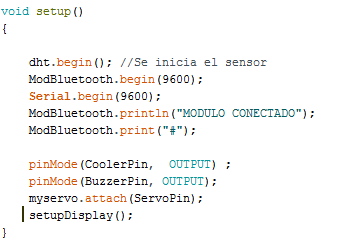 void setup()
{
dht.begin(); //Se inicia el sensor
ModBluetooth.begin(9600);
Serial.begin(9600);
ModBluetooth.println("MODULO CONECTADO");
ModBluetooth.print("#");
pinMode(CoolerPin,  OUTPUT) ;
pinMode(BuzzerPin, OUTPUT);
myservo.attach(ServoPin);
setupDisplay();
}